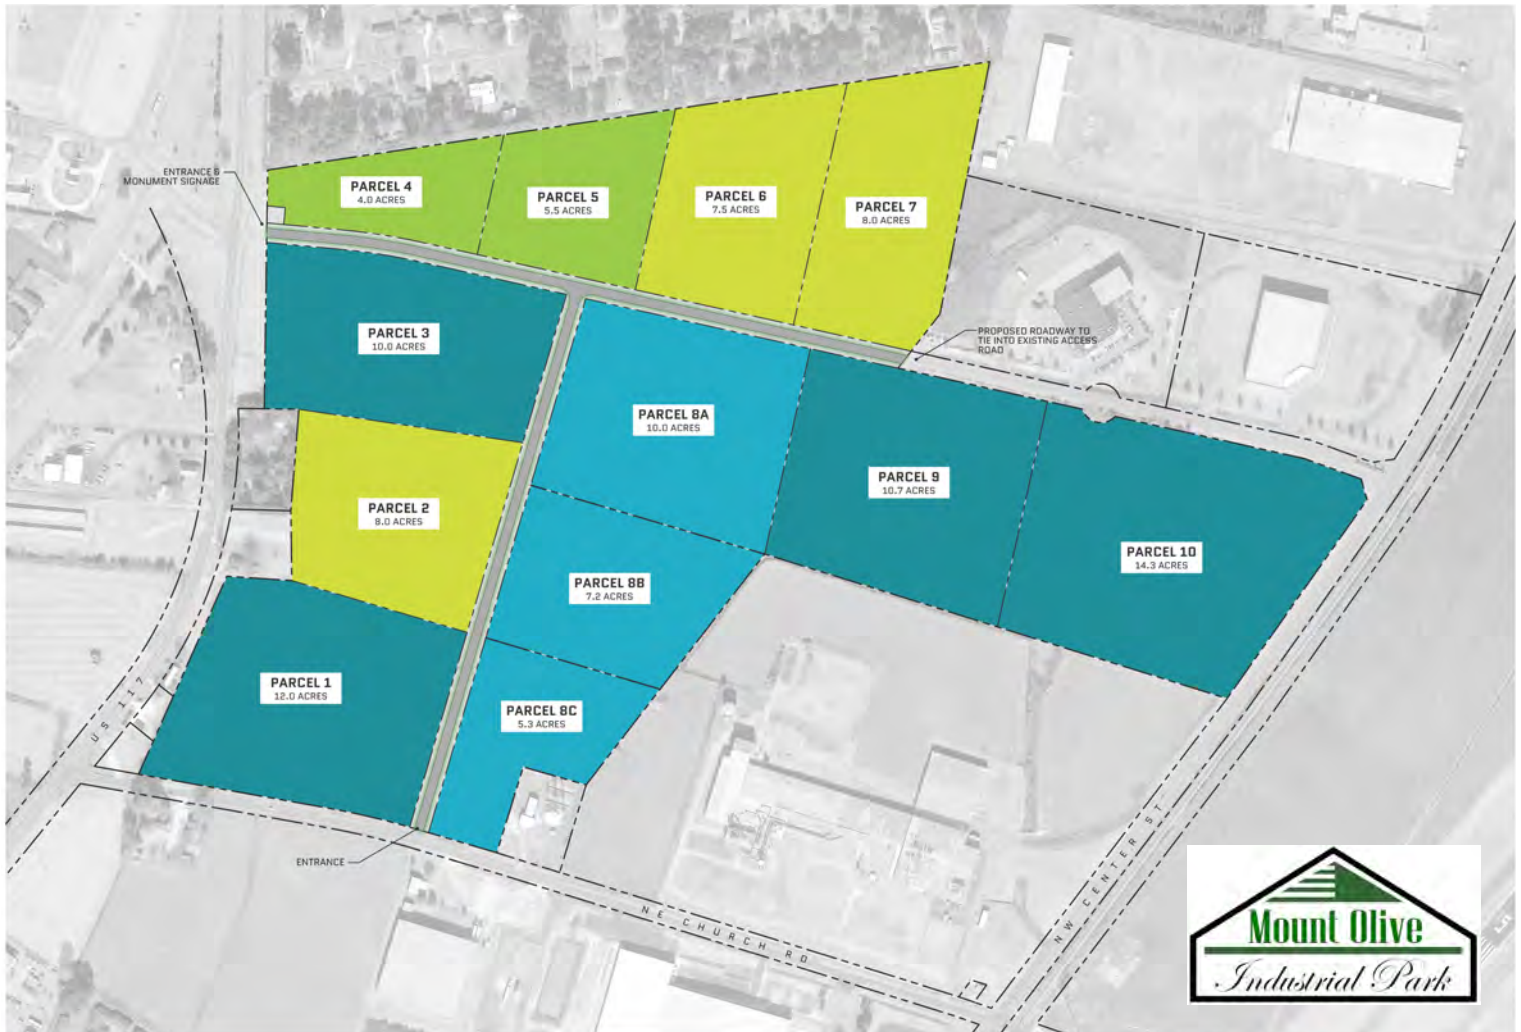 ENTRANCE &
MONUMENT SIGNAGE
PARCEL 4
4.0 ACRES
PARCEL 5
5.5 ACRES
PARCEL 6
7.5 ACRES
PARCEL 7
8.0 ACRES
PARCEL 3
10.0 ACRES
PROPOSED ROADWAY TO
TIE INTO EXISTING ACCESS
ROAD
PARCEL 8A
10.0 ACRES
PARCEL 9
10.7 ACRES
PARCEL 2
8.0 ACRES
PARCEL 10
14.3 ACRES
PARCEL 8B
7.2 ACRES
PARCEL 1
12.0 ACRES
PARCEL 8C
5.3 ACRES
US 117
ENTRANCE
NE CHURCH RD
NW CENTER ST
Mount Olive
Industrial Park